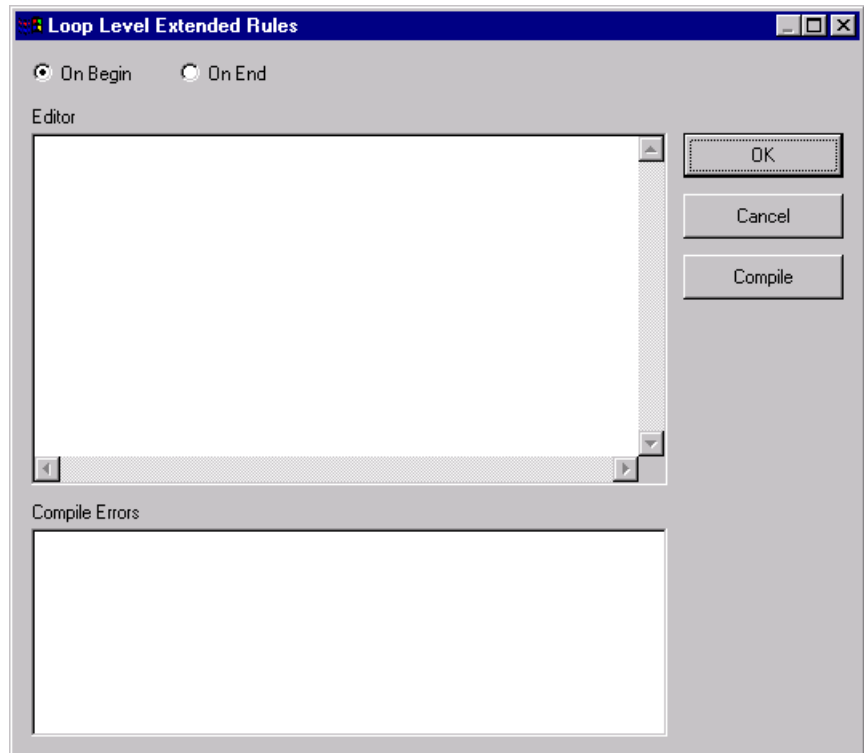 Loop Level Extended Rules
On Begin On End
Editor
OK
Cancel
Compile
Compile Errors